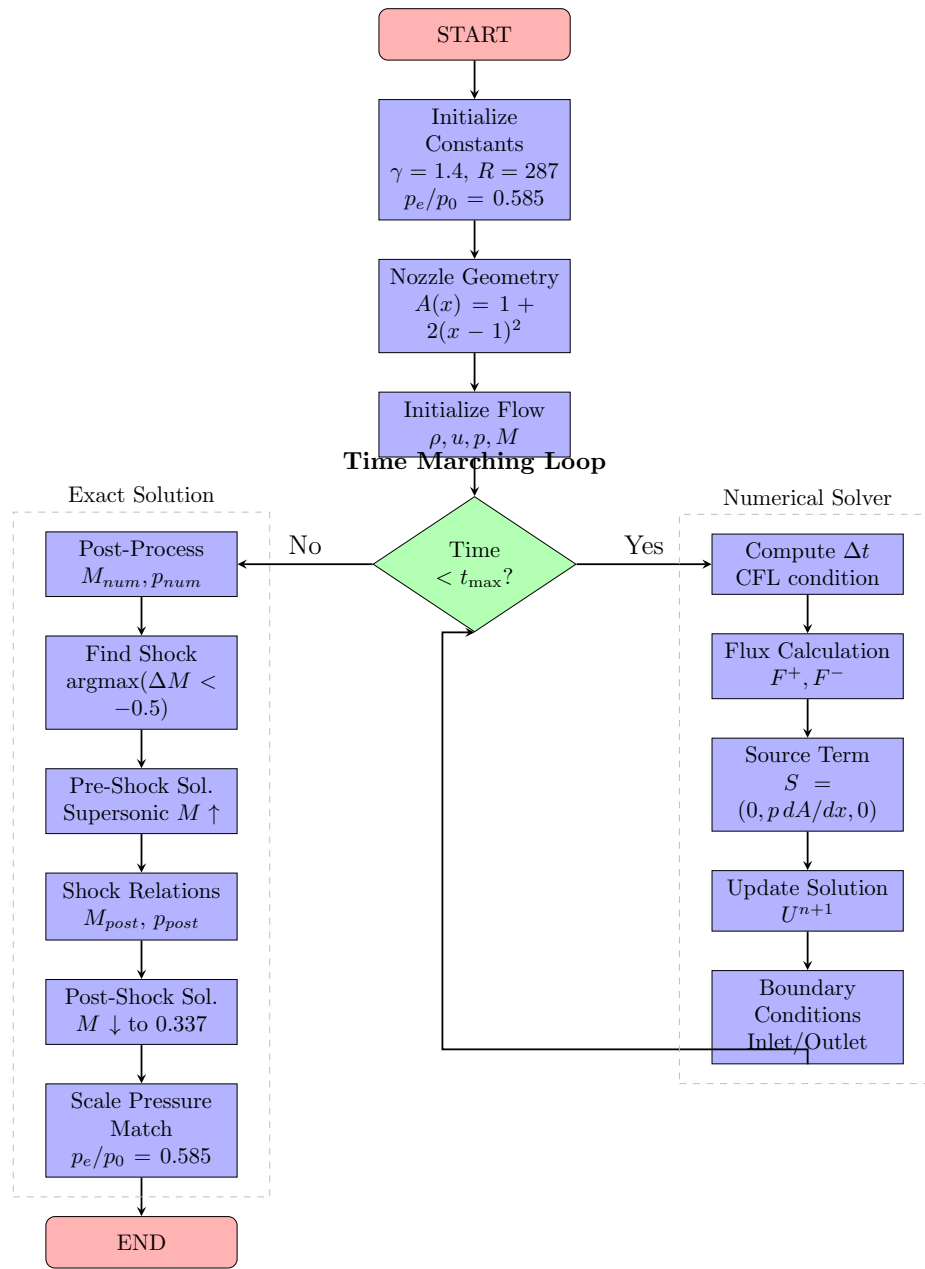 START
Initialize
Constants
γ = 1.4, R = 287
p_e/p_0 = 0.585
Nozzle Geometry
A(x) = 1 +
2(x − 1)^2
Initialize Flow
ρ, u, p, M
Time Marching Loop
Time
< t_max?
No
Yes
Exact Solution
Post-Process
M_num, p_num
Find Shock
argmax(ΔM <
−0.5)
Pre-Shock Sol.
Supersonic M ↑
Shock Relations
M_post, p_post
Post-Shock Sol.
M ↓ to 0.337
Scale Pressure
Match
p_e/p_0 = 0.585
END
Numerical Solver
Compute Δt
CFL condition
Flux Calculation
F^+, F^−
Source Term
S =
(0, p dA/dx, 0)
Update Solution
U^{n+1}
Boundary
Conditions
Inlet/Outlet